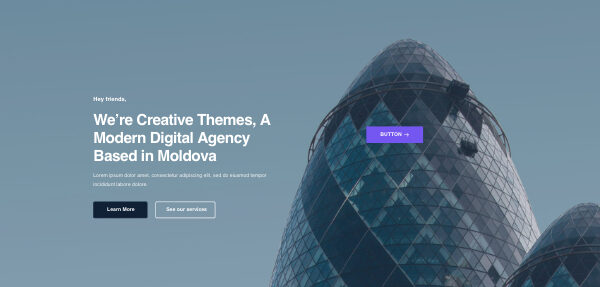 Hey friends,
We're Creative Themes, A
Modern Digital Agency
Based in Moldova
Lorem ipsum dolor amet, consectetur adipiscing elit, sed do eiusmod tempor
incididunt labore dolore.
Learn More
See our services
BUTTON →